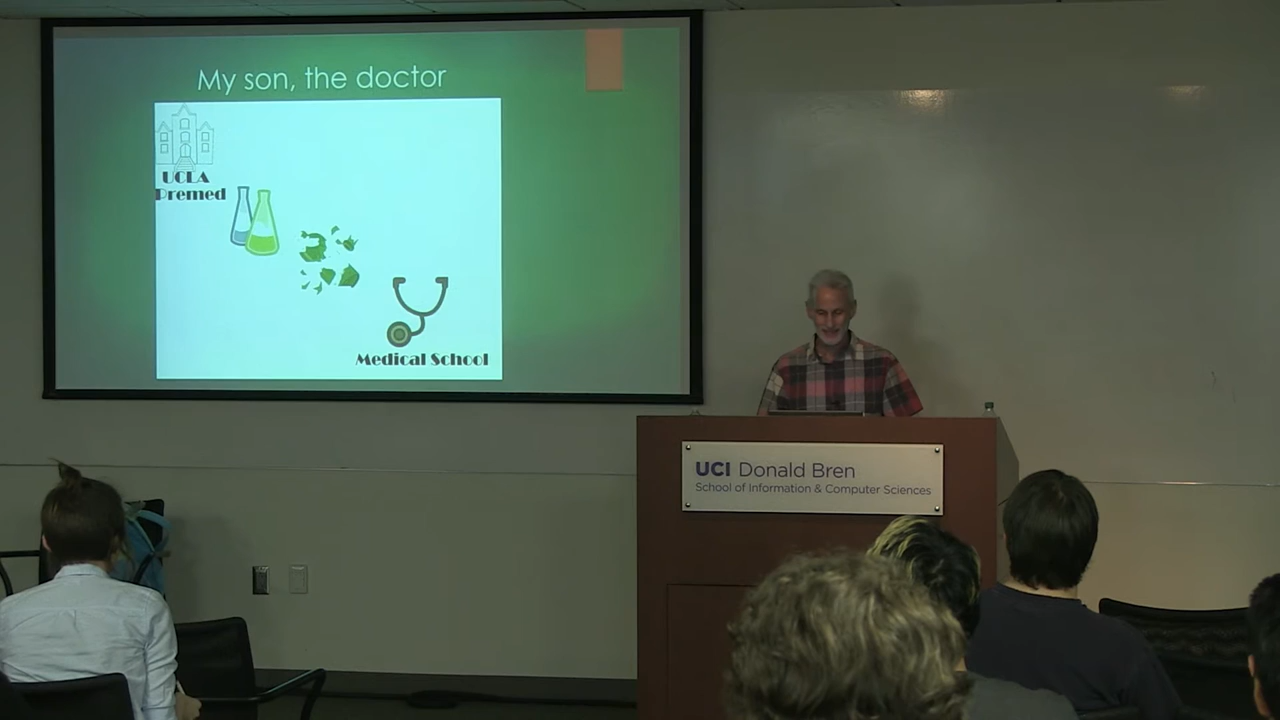 My son, the doctor
UCLA
Premed
Medical School
UCI Donald Bren
School of Information & Computer Sciences